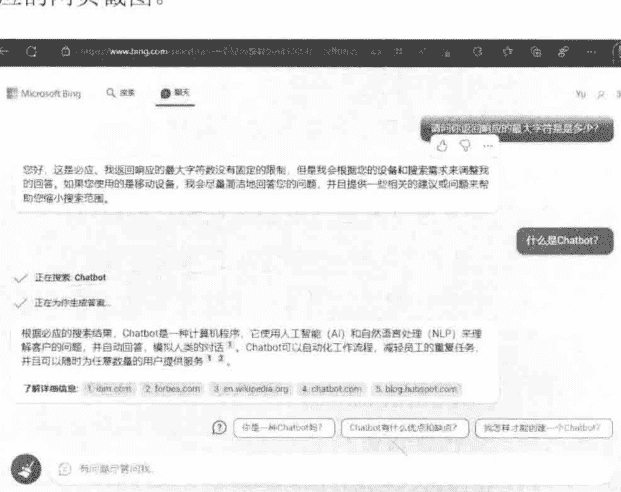 应的网页截图。
www.bing.com
Microsoft Bing 搜索 聊天
Yu
请问你返回响应的最大字符是是多少?
您好，这是必应。我返回响应的最大字符数没有固定的限制，但是我会根据您的设备和搜索需求来调整我
的回答。如果您使用的是移动设备，我会尽量简洁地回答您的问题，并且提供一些相关的建议或问题来帮
助您缩小搜索范围。
什么是Chatbot?
正在搜索: Chatbot
正在为你生成答案...
根据必应的搜索结果，Chatbot是一种计算机程序，它使用人工智能（AI）和自然语言处理（NLP）来理
解客户的问题，并自动回答，模拟人类的对话 1 。Chatbot可以自动化工作流程，减轻员工的重复任务，
并且可以随时为任意数量的用户提供服务 1 2 。
了解详细信息: 1. ibm.com 2. forbes.com 3. en.wikipedia.org 4. chatbot.com 5. blog.hubspot.com
你是一种Chatbot吗? Chatbot有什么优点和缺点? 我怎样才能创建一个Chatbot?
有问题尽管问我...